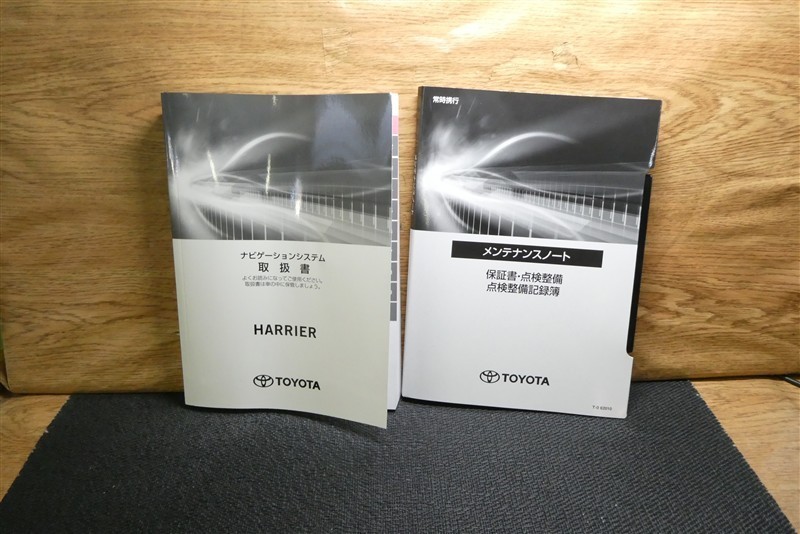 ナビゲーションシステム
取扱書
よくお読みになってご使用ください。
取扱書は車の中に保管しましょう。
HARRIER
TOYOTA
常時携行
メンテナンスノート
保証書・点検整備
点検整備記録簿
TOYOTA